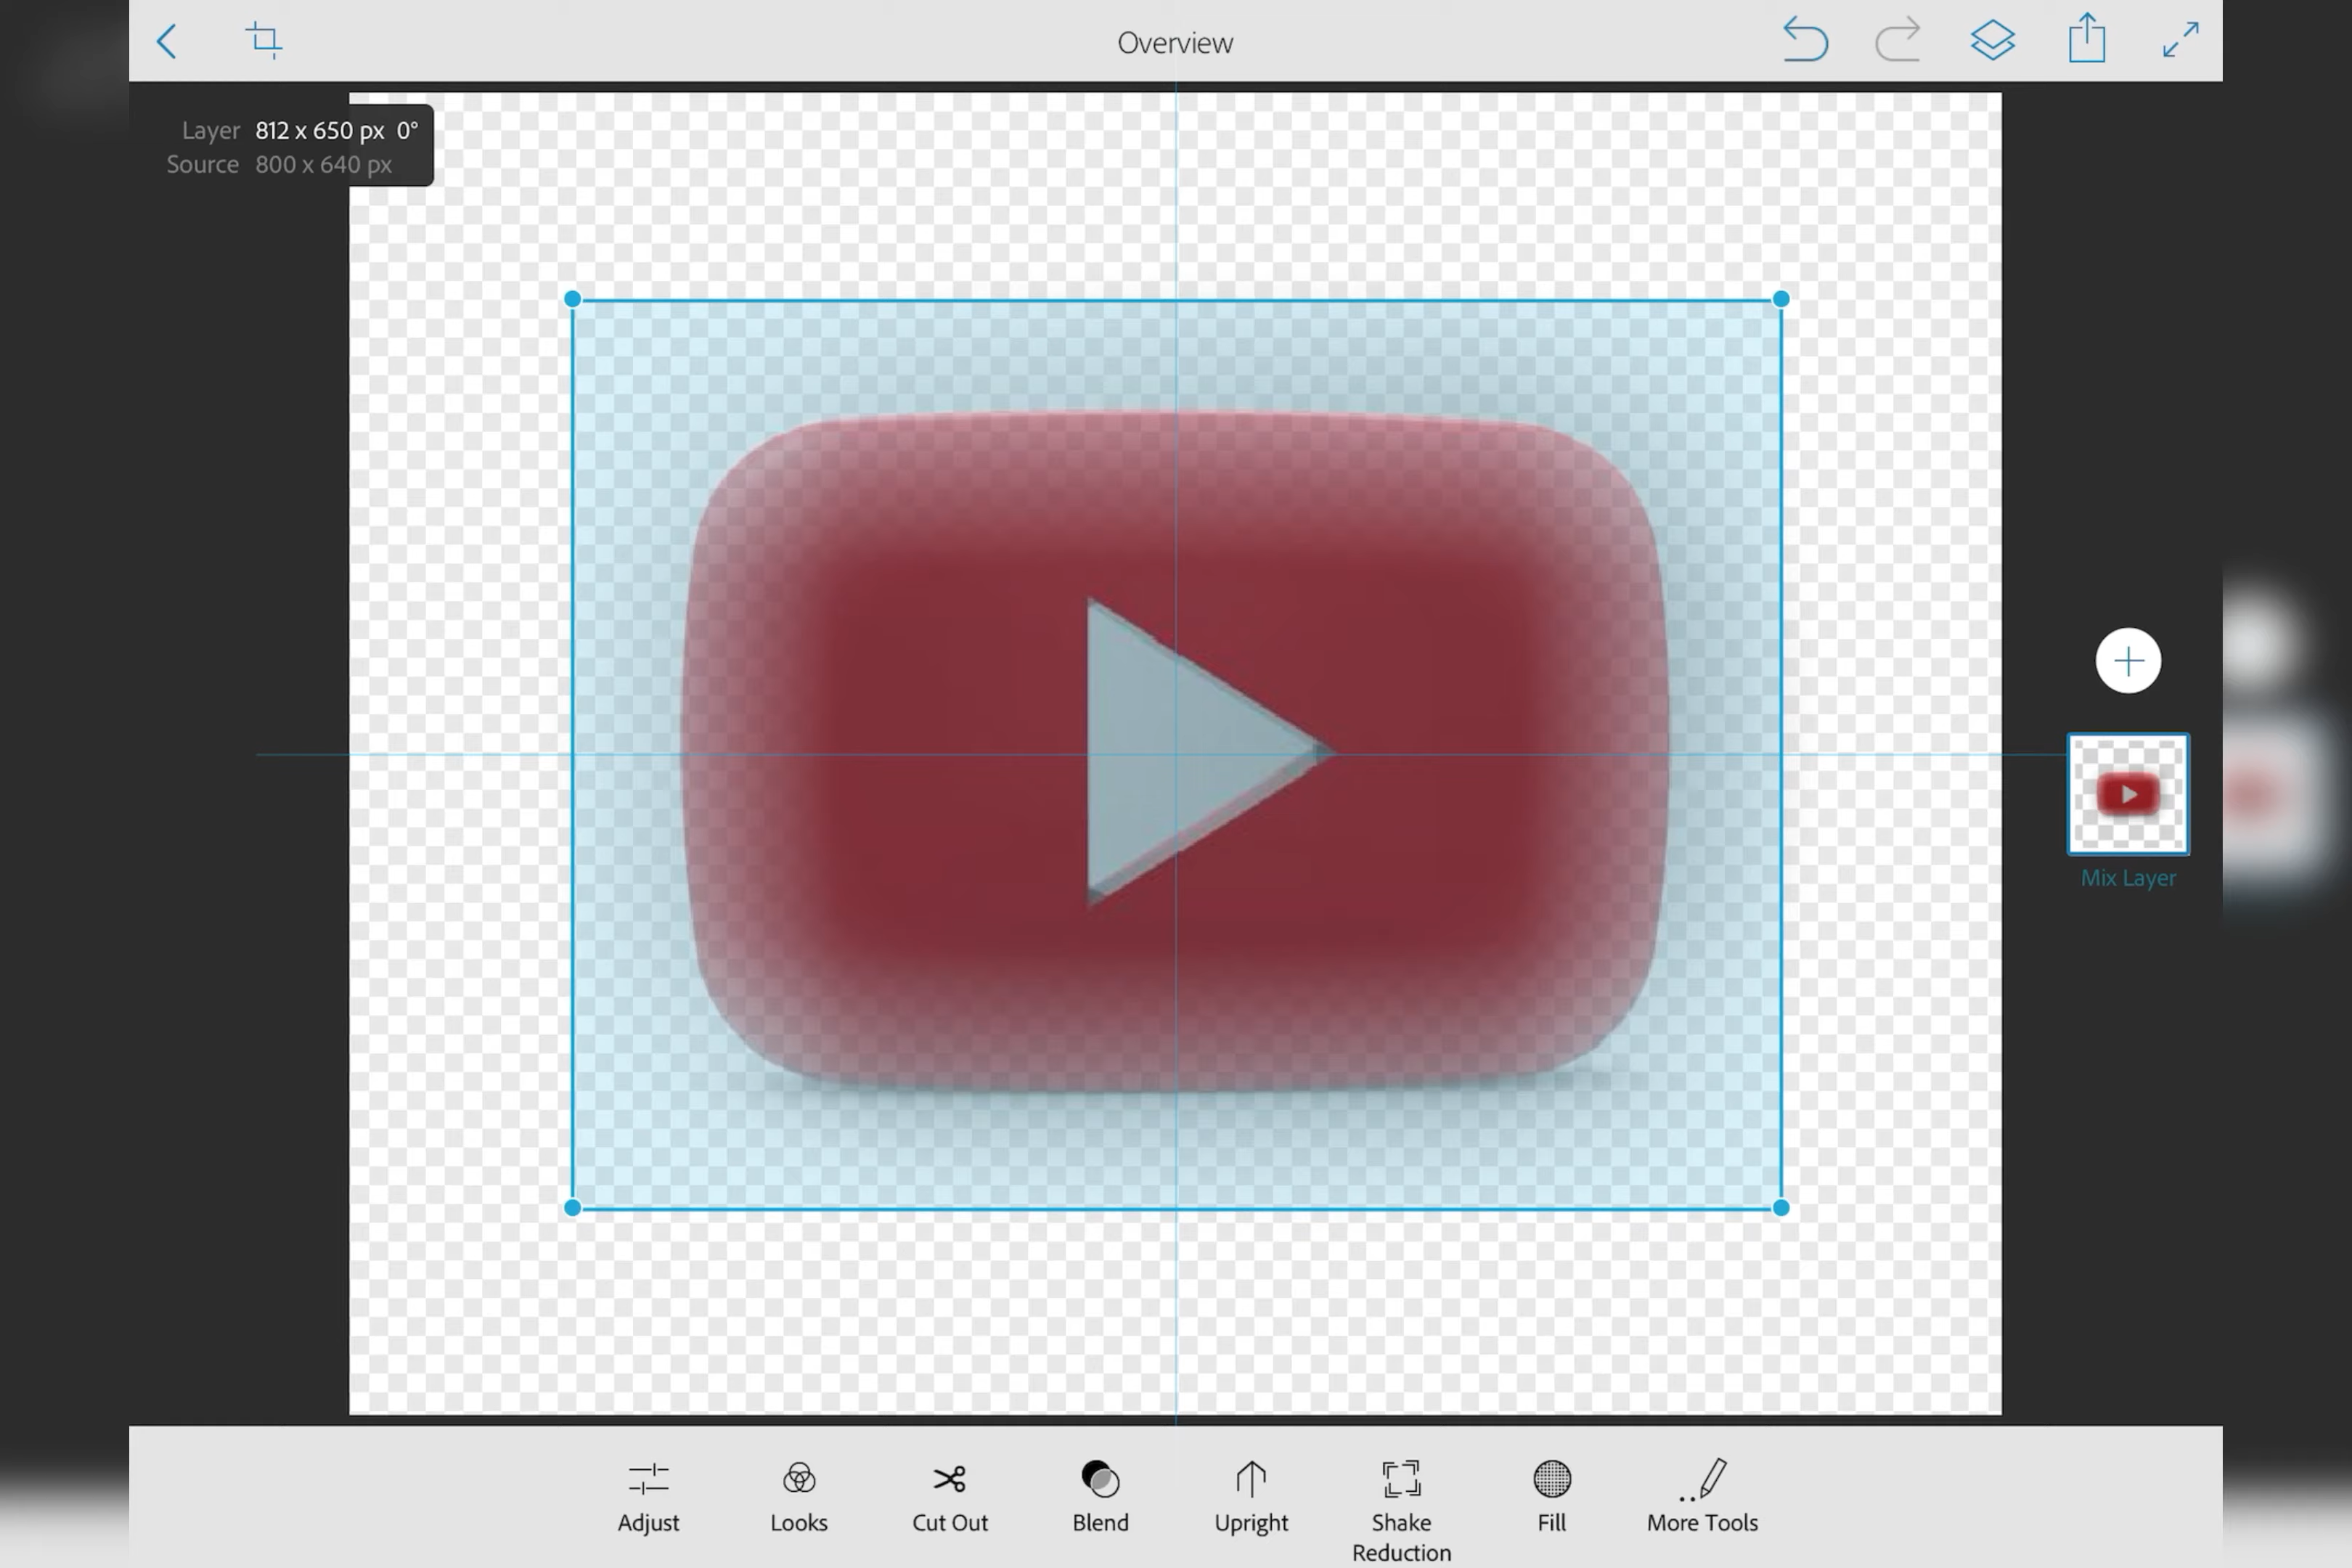 Overview
Layer 812 x 650 px 0°
Source 800 x 640 px
Mix Layer
Adjust
Looks
Cut Out
Blend
Upright
Shake
Reduction
Fill
More Tools